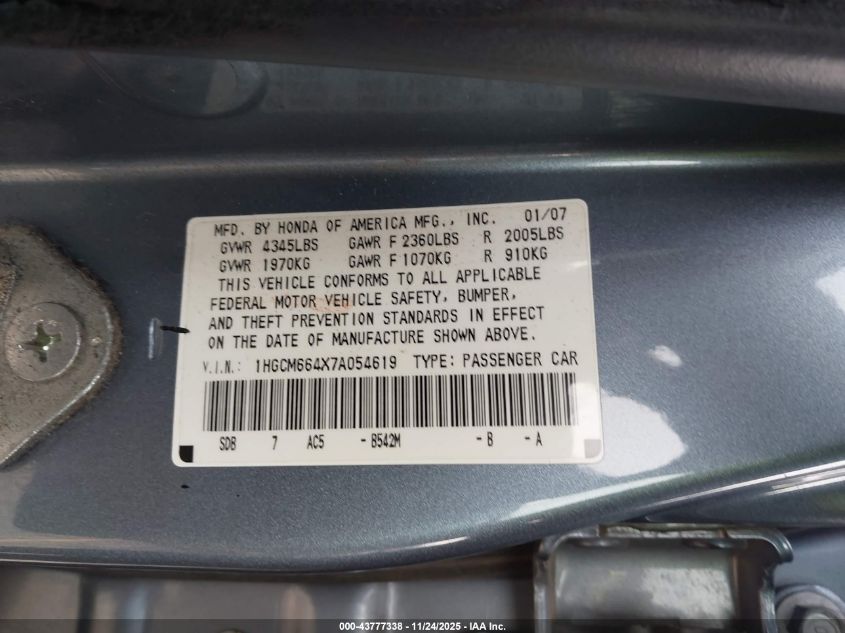 MFD. BY HONDA OF AMERICA MFG., INC. 01/07
GVWR 4345LBS GAWR F 2360LBS R 2005LBS
GVWR 1970KG GAWR F 1070KG R 910KG
THIS VEHICLE CONFORMS TO ALL APPLICABLE
FEDERAL MOTOR VEHICLE SAFETY, BUMPER,
AND THEFT PREVENTION STANDARDS IN EFFECT
ON THE DATE OF MANUFACTURE SHOWN ABOVE.
V.I.N.: 1HGCM664X7A054619 TYPE: PASSENGER CAR
SDB 7 AC5 -B542M -B -A
000-43777338 - 11/24/2025 - IAA Inc.